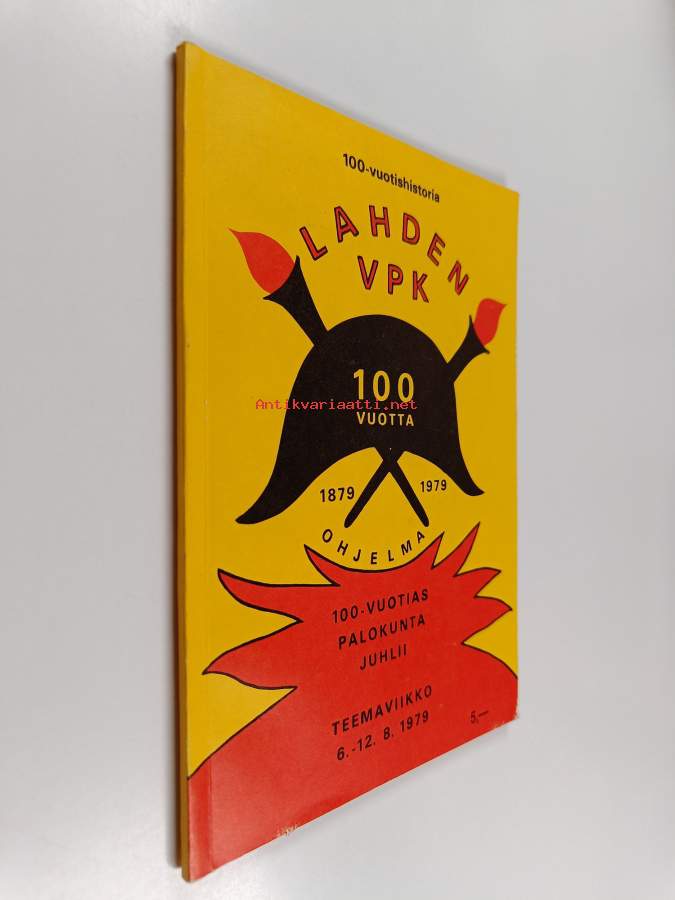 100-vuotishistoria
LAHDEN
VPK
100
Antikvariaatti.net
VUOTTA
1879 1979
OHJELMA
100-VUOTIAS
PALOKUNTA
JUHLII
TEEMAVIIKKO
6.-12. 8. 1979
5,—